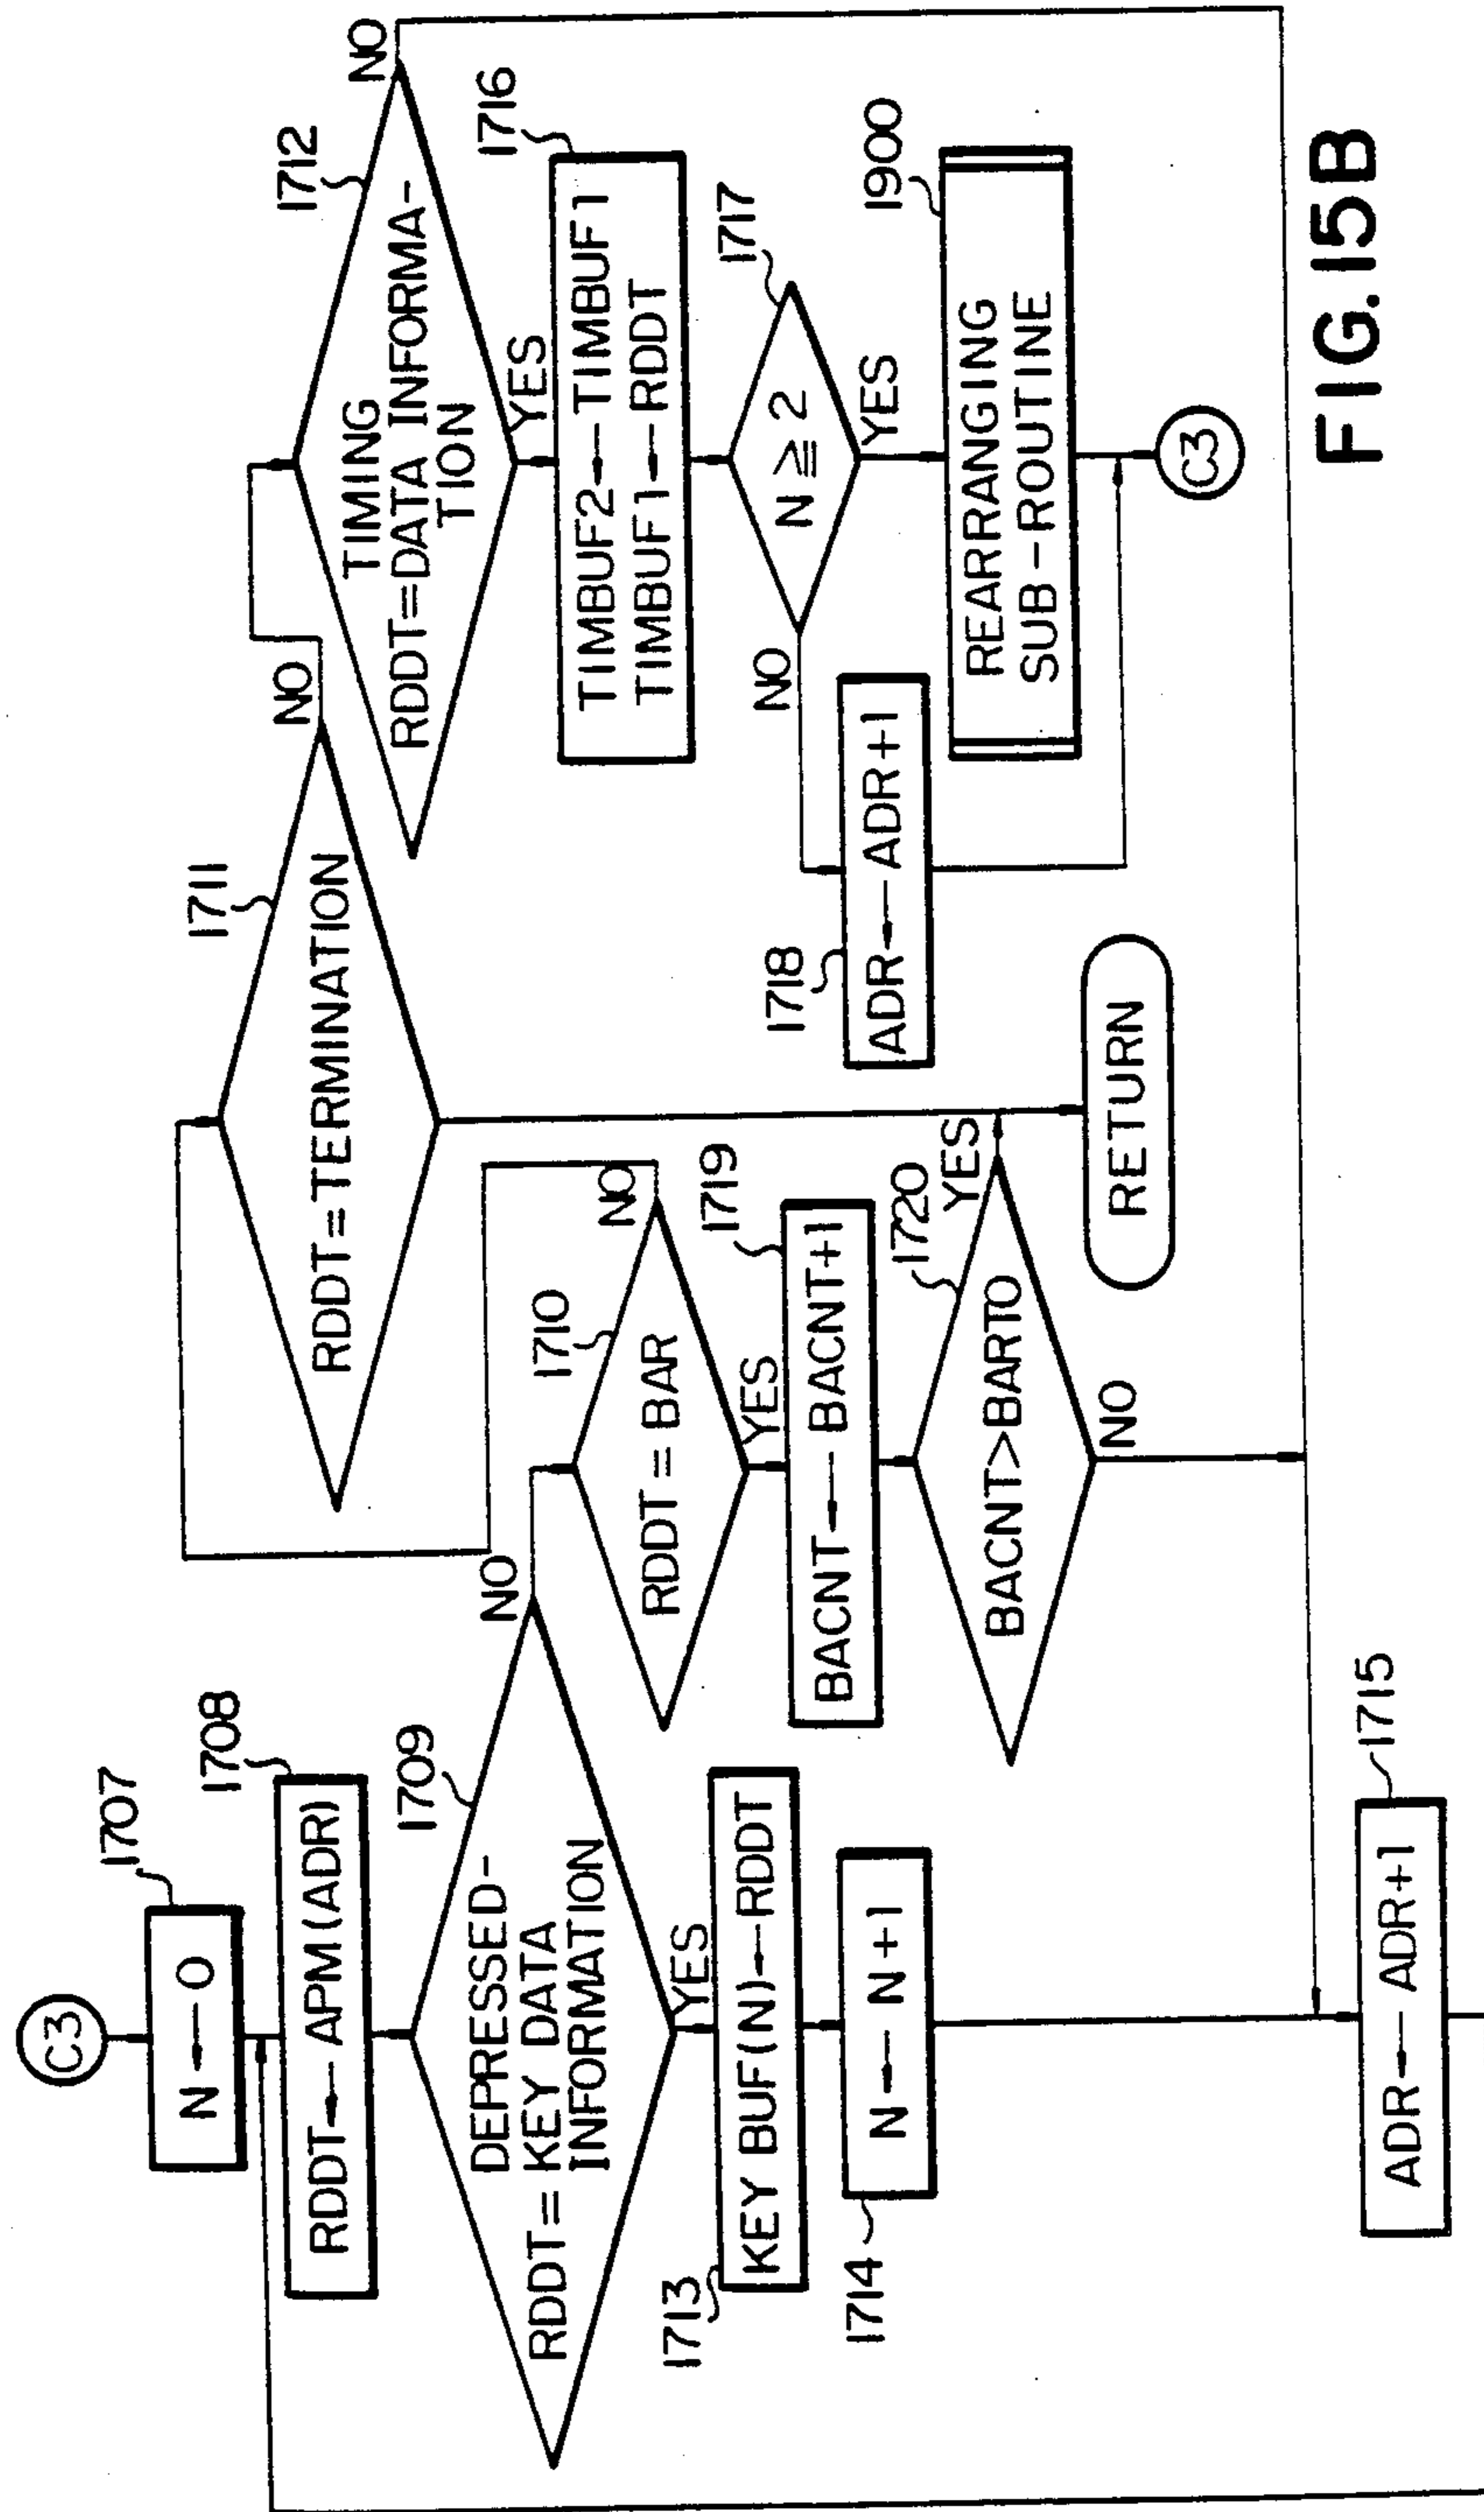 C3
1707
N ← 0
1708
RDDT ← APM(ADR)
1709
DEPRESSED-
RDDT = KEY DATA
INFORMATION
NO
YES
1713
KEY BUF(N) ← RDDT
1714
N ← N+1
1715
ADR ← ADR+1
1710
RDDT = BAR
NO
YES
1719
BACNT ← BACNT+1
1720
BACNT>BARTO
YES
NO
1711
RDDT = TERMINATION
NO
RETURN
1712
TIMING
RDDT=DATA INFORMA-
TION
NO
YES
1716
TIMBUF2 ← TIMBUF1
TIMBUF1 ← RDDT
1717
N ≧ 2
NO
YES
1718
ADR ← ADR+1
1900
REARRANGING
SUB-ROUTINE
C3
FIG.15B